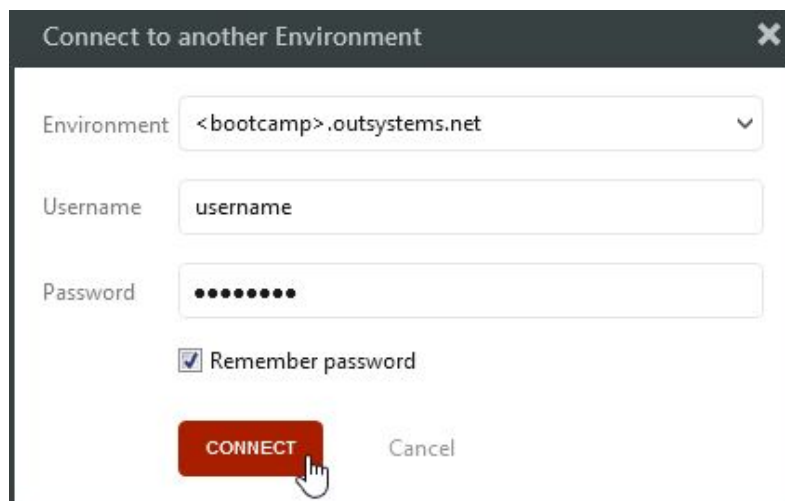 Connect to another Environment
Environment <bootcamp>.outsystems.net
Username username
Password ••••••••
Remember password
CONNECT Cancel